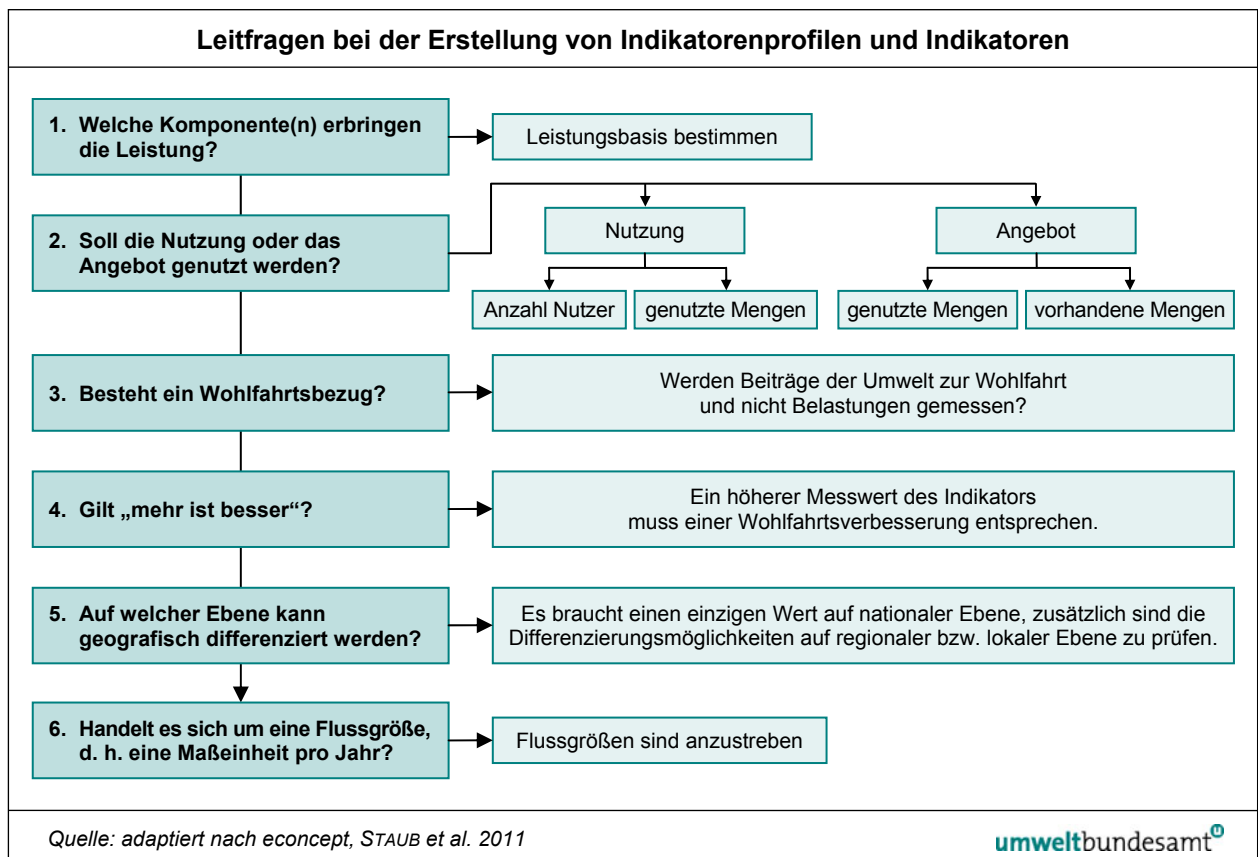 Leitfragen bei der Erstellung von Indikatorenprofilen und Indikatoren
1. Welche Komponente(n) erbringen
die Leistung?
Leistungsbasis bestimmen
2. Soll die Nutzung oder das
Angebot genutzt werden?
Nutzung
Angebot
Anzahl Nutzer
genutzte Mengen
genutzte Mengen
vorhandene Mengen
3. Besteht ein Wohlfahrtsbezug?
Werden Beiträge der Umwelt zur Wohlfahrt
und nicht Belastungen gemessen?
4. Gilt „mehr ist besser“?
Ein höherer Messwert des Indikators
muss einer Wohlfahrtsverbesserung entsprechen.
5. Auf welcher Ebene kann
geografisch differenziert werden?
Es braucht einen einzigen Wert auf nationaler Ebene, zusätzlich sind die
Differenzierungsmöglichkeiten auf regionaler bzw. lokaler Ebene zu prüfen.
6. Handelt es sich um eine Flussgröße,
d. h. eine Maßeinheit pro Jahr?
Flussgrößen sind anzustreben
Quelle: adaptiert nach econcept, STAUB et al. 2011
umweltbundesamt